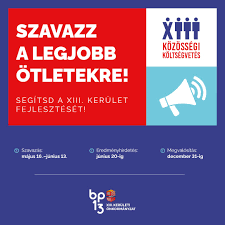 SZAVAZZ
A LEGJOBB
ÖTLETEKRE!
SEGÍTSD A XIII. KERÜLET
FEJLESZTÉSÉT!
XIII
KÖZÖSSÉGI
KÖLTSÉGVETÉS
Szavazás:
május 18.-június 13.
Eredményhirdetés:
június 20-ig
Megvalósítás:
december 31-ig
bp
13
XIII. KERÜLETI
ÖNKORMÁNYZAT